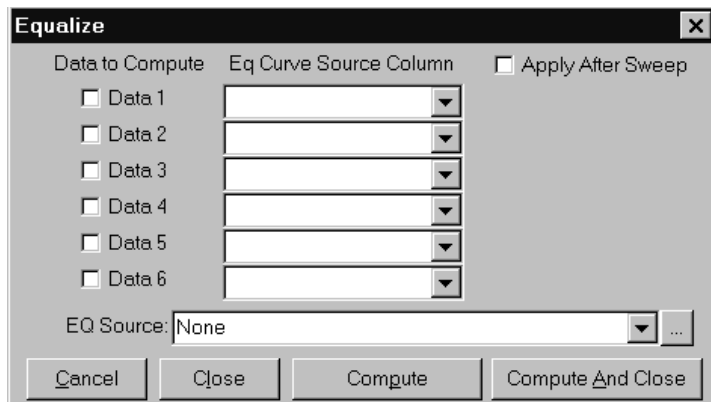 Equalize
Data to Compute Eq Curve Source Column Apply After Sweep
Data 1
Data 2
Data 3
Data 4
Data 5
Data 6
EQ Source: None ...
Cancel Close Compute Compute And Close